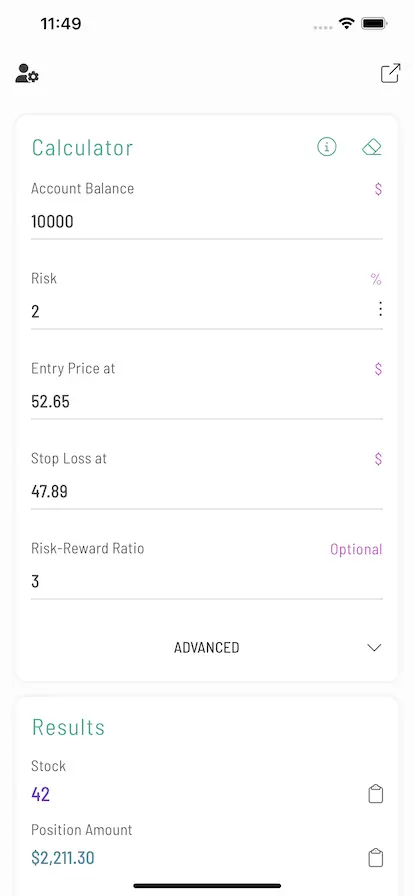 11:49
Calculator
Account Balance $
10000
Risk %
2
Entry Price at $
52.65
Stop Loss at $
47.89
Risk-Reward Ratio Optional
3
ADVANCED
Results
Stock
42
Position Amount
$2,211.30